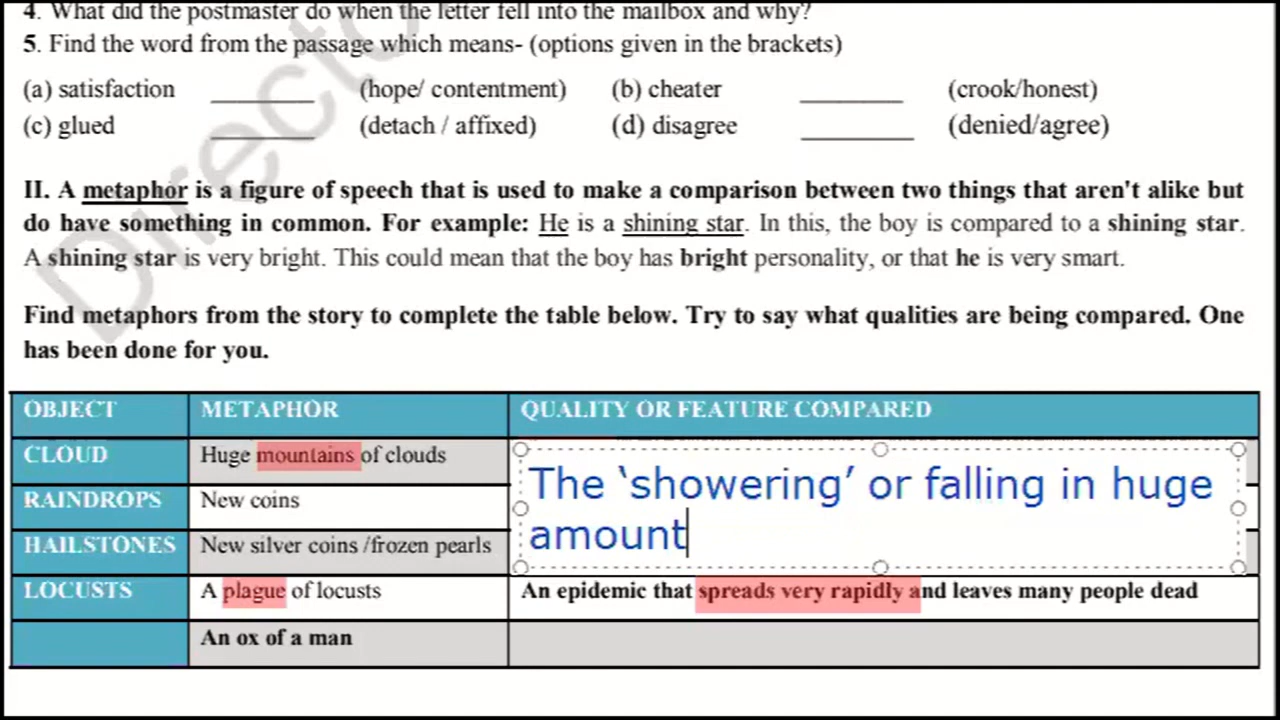 4. What did the postmaster do when the letter fell into the mailbox and why?
5. Find the word from the passage which means- (options given in the brackets)
(a) satisfaction ________ (hope/ contentment) (b) cheater ________ (crook/honest)
(c) glued ________ (detach / affixed) (d) disagree ________ (denied/agree)
II. A metaphor is a figure of speech that is used to make a comparison between two things that aren't alike but
do have something in common. For example: He is a shining star. In this, the boy is compared to a shining star.
A shining star is very bright. This could mean that the boy has bright personality, or that he is very smart.
Find metaphors from the story to complete the table below. Try to say what qualities are being compared. One
has been done for you.
OBJECT METAPHOR QUALITY OR FEATURE COMPARED
CLOUD Huge mountains of clouds
The ‘showering’ or falling in huge
RAINDROPS New coins
amount
HAILSTONES New silver coins /frozen pearls
LOCUSTS A plague of locusts An epidemic that spreads very rapidly and leaves many people dead
An ox of a man
Directo